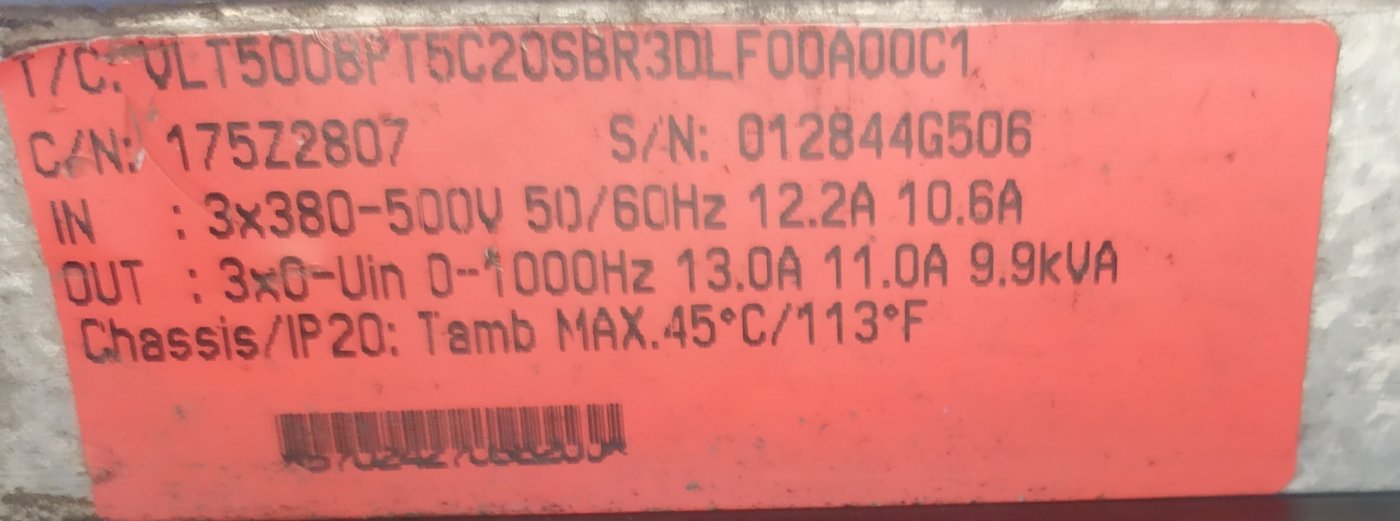 T/C: VLT5008PT5C20SBR3DLF00A00C1
C/N: 175Z2807 S/N: 012844G506
IN : 3x380-500V 50/60Hz 12.2A 10.6A
OUT : 3x0-Uin 0-1000Hz 13.0A 11.0A 9.9kVA
Chassis/IP20: Tamb MAX.45°C/113°F